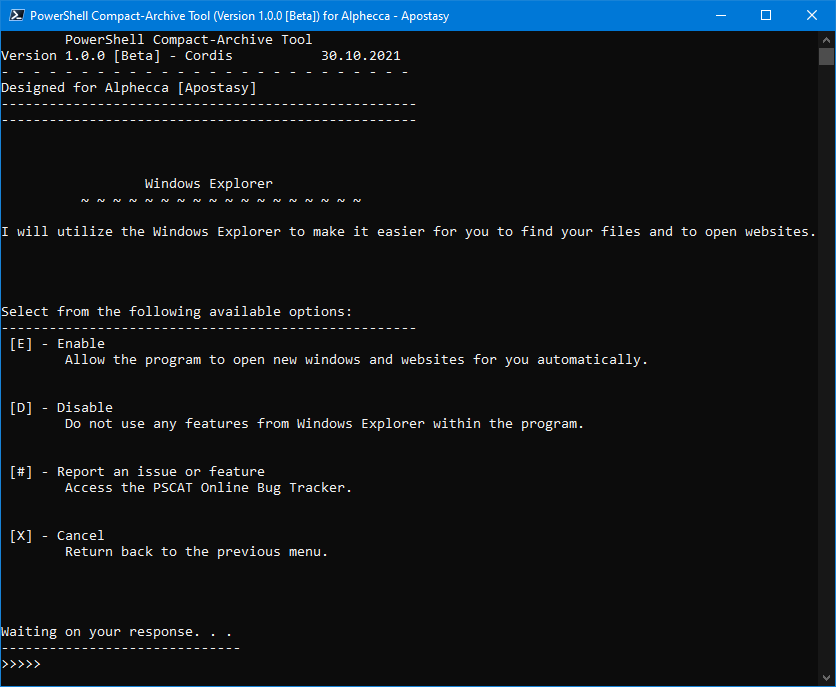 PowerShell Compact-Archive Tool (Version 1.0.0 [Beta]) for Alphecca - Apostasy
PowerShell Compact-Archive Tool
Version 1.0.0 [Beta] - Cordis           30.10.2021
- - - - - - - - - - - - - - - - - - - - - - - - - -
Designed for Alphecca [Apostasy]
----------------------------------------------------
----------------------------------------------------
Windows Explorer
~ ~ ~ ~ ~ ~ ~ ~ ~ ~ ~ ~ ~ ~ ~ ~ ~ ~
I will utilize the Windows Explorer to make it easier for you to find your files and to open websites.
Select from the following available options:
----------------------------------------------------
[E] - Enable
Allow the program to open new windows and websites for you automatically.
[D] - Disable
Do not use any features from Windows Explorer within the program.
[#] - Report an issue or feature
Access the PSCAT Online Bug Tracker.
[X] - Cancel
Return back to the previous menu.
Waiting on your response. . .
------------------------------
>>>>>